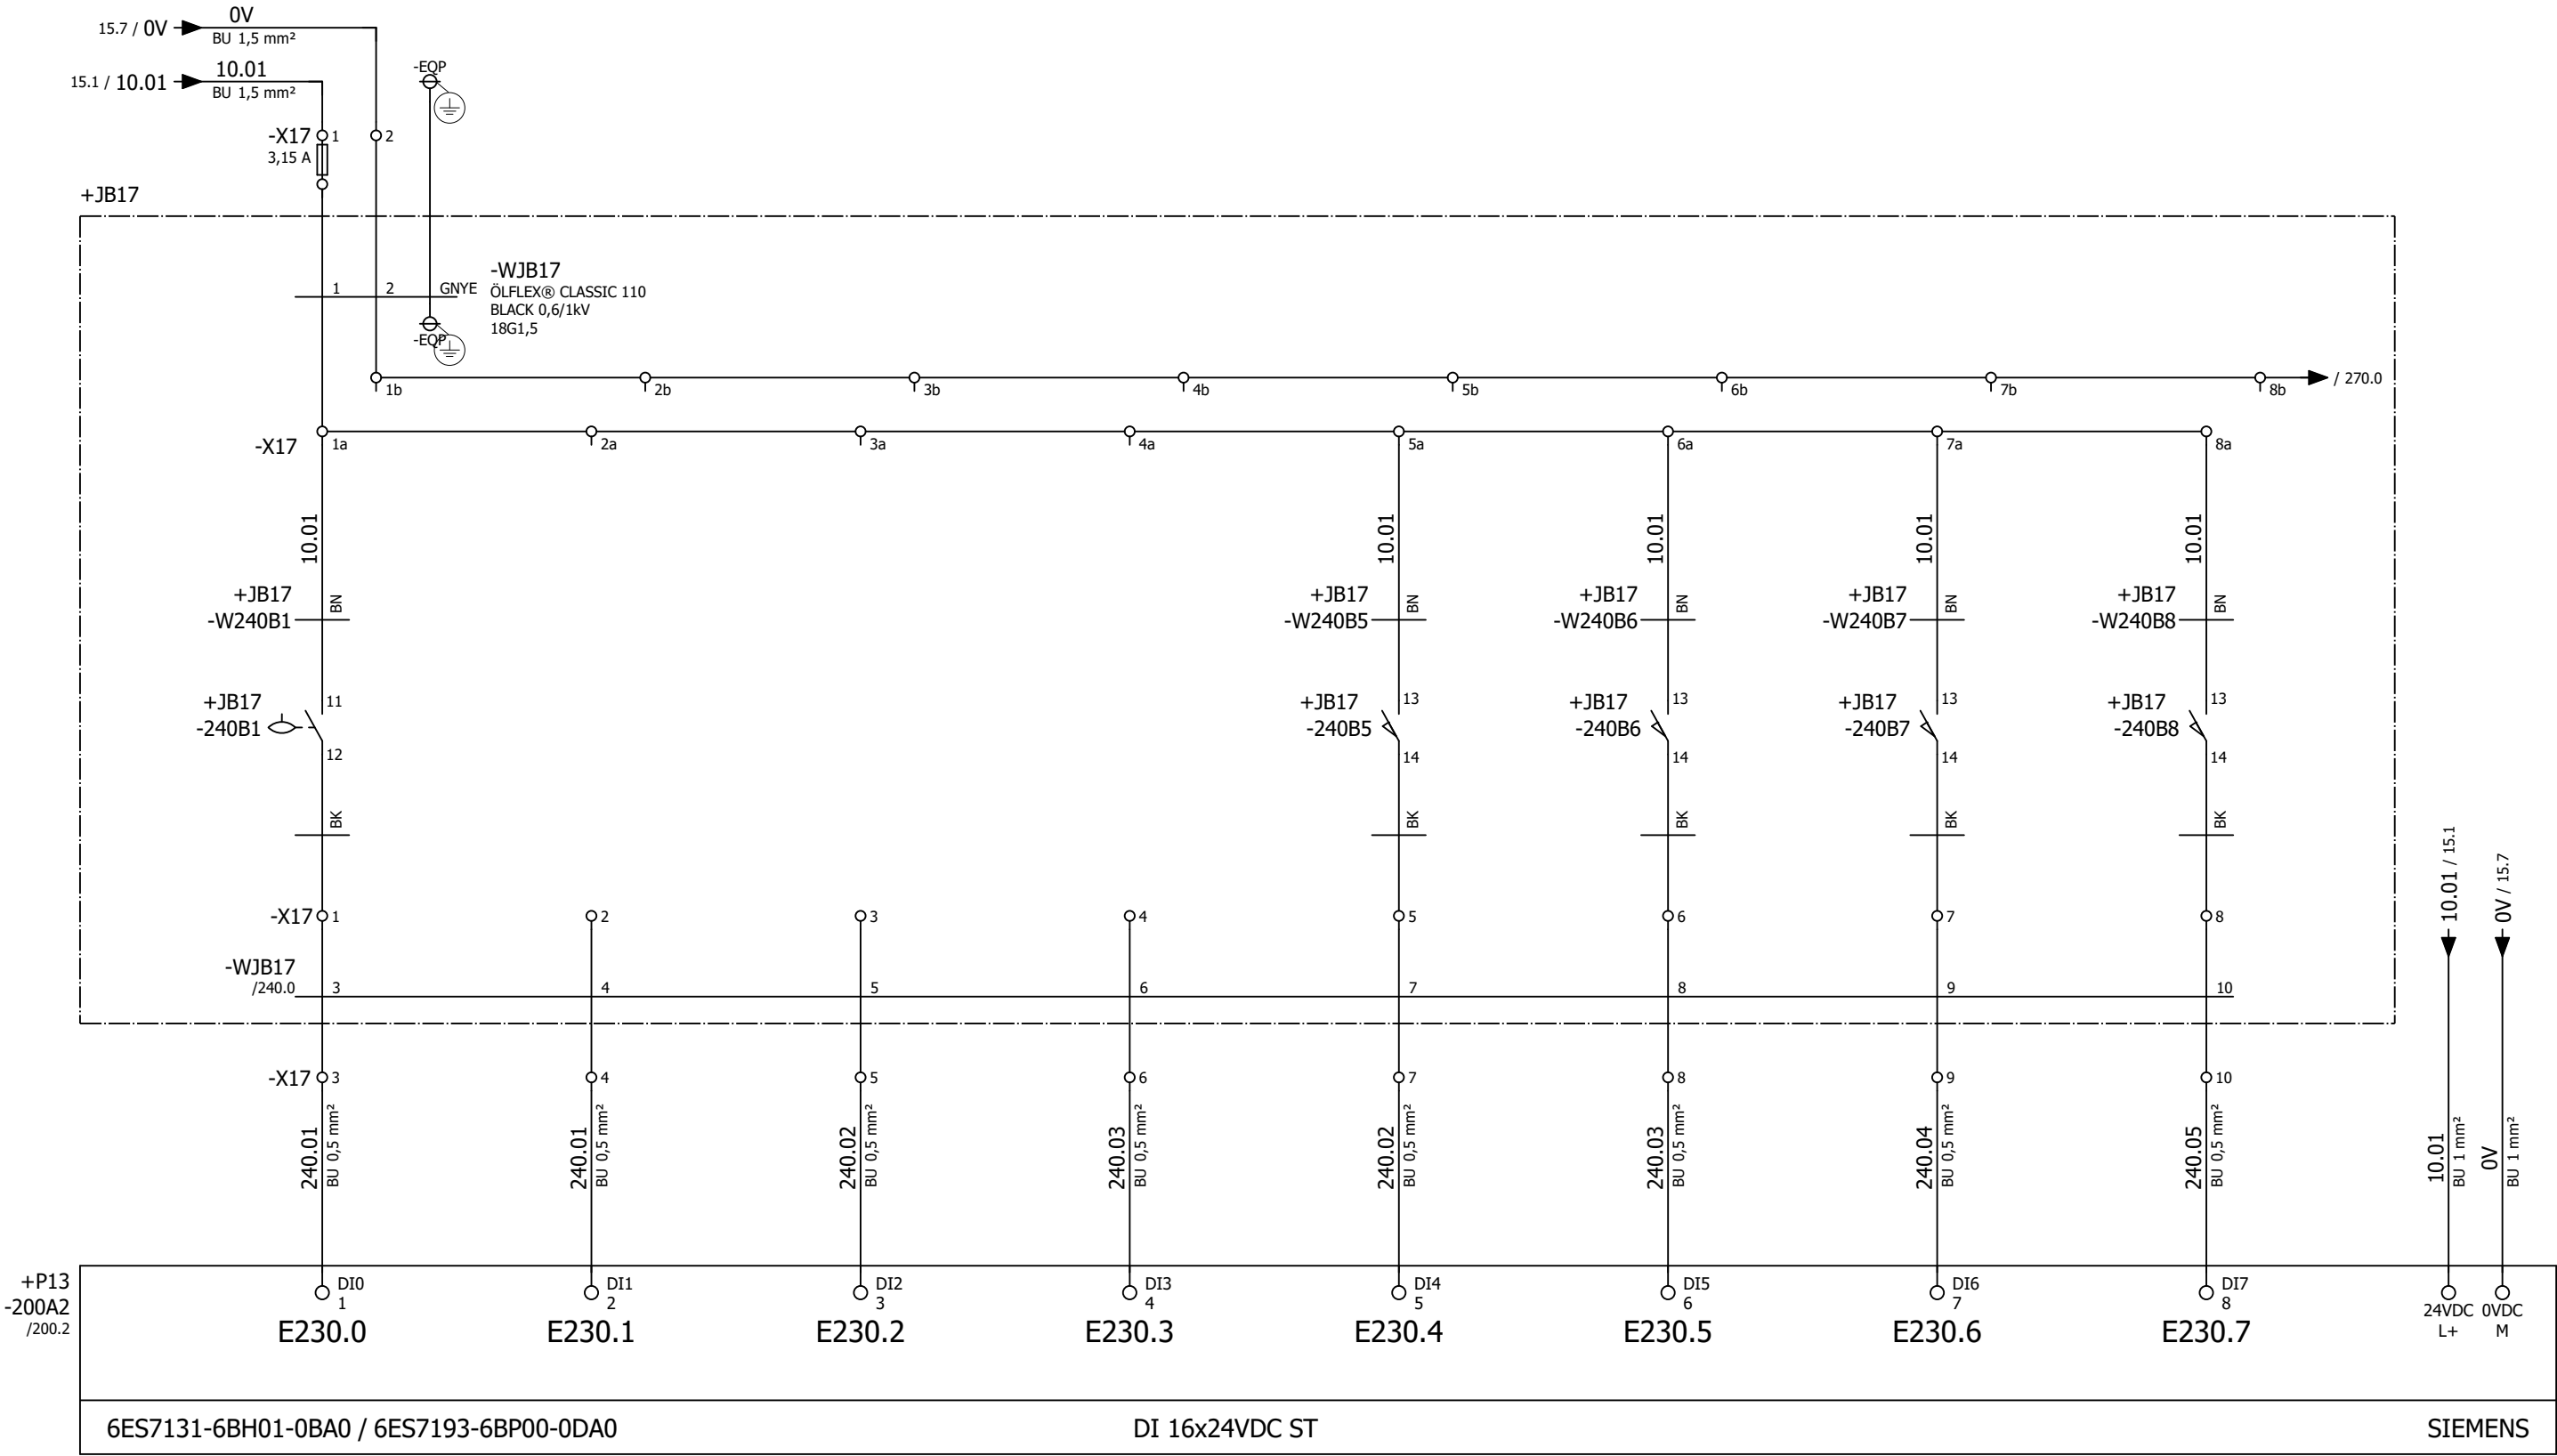 15.7 / 0V
0V
BU 1,5 mm²
15.1 / 10.01
10.01
BU 1,5 mm²
-EQP
-X17
3,15 A
1
2
+JB17
1
2
GNYE
-WJB17
ÖLFLEX® CLASSIC 110
BLACK 0,6/1kV
18G1,5
-EQP
1b
2b
3b
4b
5b
6b
7b
8b
/ 270.0
-X17
1a
2a
3a
4a
5a
6a
7a
8a
10.01
10.01
10.01
10.01
10.01
+JB17
-W240B1
BN
+JB17
-W240B5
BN
+JB17
-W240B6
BN
+JB17
-W240B7
BN
+JB17
-W240B8
BN
+JB17
-240B1
11
12
+JB17
-240B5
13
14
+JB17
-240B6
13
14
+JB17
-240B7
13
14
+JB17
-240B8
13
14
BK
BK
BK
BK
BK
10.01 / 15.1
0V / 15.7
-X17
1
2
3
4
5
6
7
8
-WJB17
/240.0
3
4
5
6
7
8
9
10
-X17
3
4
5
6
7
8
9
10
240.01
BU 0,5 mm²
240.01
BU 0,5 mm²
240.02
BU 0,5 mm²
240.03
BU 0,5 mm²
240.02
BU 0,5 mm²
240.03
BU 0,5 mm²
240.04
BU 0,5 mm²
240.05
BU 0,5 mm²
10.01
BU 1 mm²
0V
BU 1 mm²
+P13
-200A2
/200.2
DI0
1
E230.0
DI1
2
E230.1
DI2
3
E230.2
DI3
4
E230.3
DI4
5
E230.4
DI5
6
E230.5
DI6
7
E230.6
DI7
8
E230.7
24VDC
L+
0VDC
M
6ES7131-6BH01-0BA0 / 6ES7193-6BP00-0DA0
DI 16x24VDC ST
SIEMENS